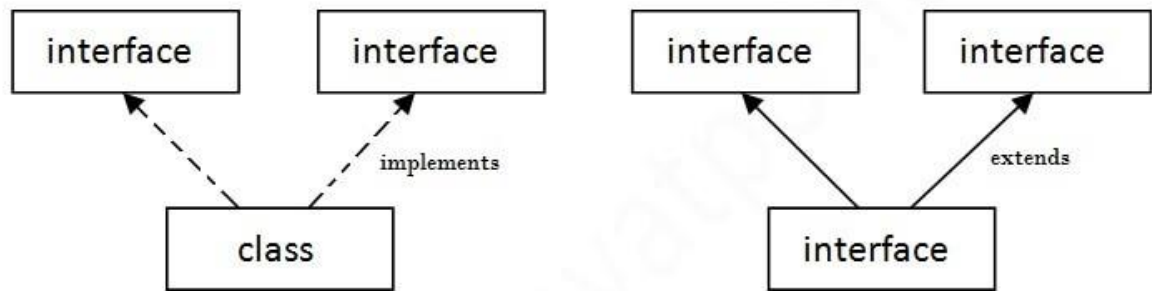 interface
interface
interface
interface
implements
extends
class
interface